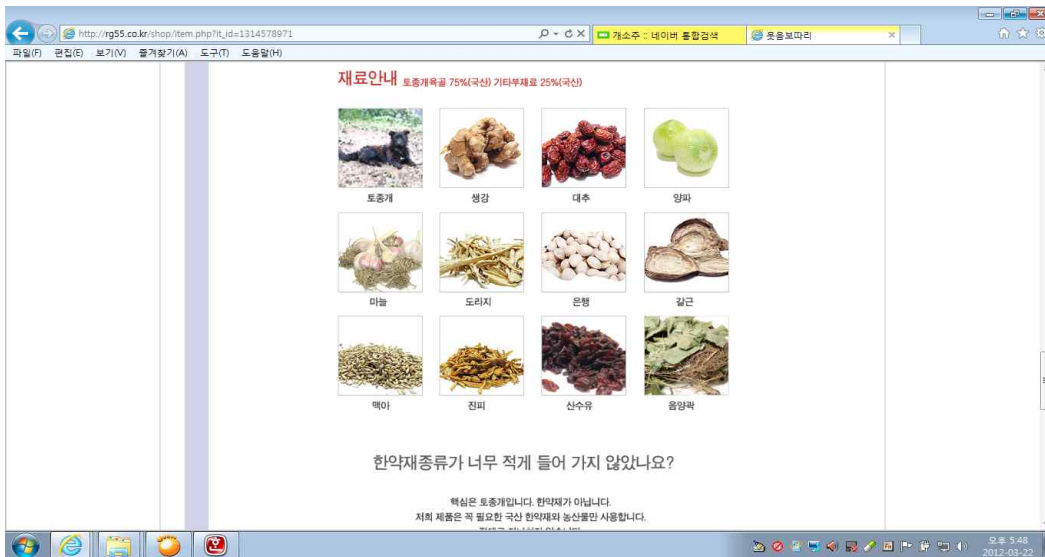 http://rg55.co.kr/shop/item.php?it_id=1314578971
개소주 :: 네이버 통합검색
웃음보따리
파일(F) 편집(E) 보기(V) 즐겨찾기(A) 도구(T) 도움말(H)
재료안내 토종개육골 75%(국산) 기타부재료 25%(국산)
토종개 생강 대추 양파
마늘 도라지 은행 갈근
맥아 진피 산수유 음양곽
한약재종류가 너무 적게 들어 가지 않았나요?
핵심은 토종개입니다. 한약재가 아닙니다.
저희 제품은 꼭 필요한 국산 한약재와 농산물만 사용합니다.
오후 5:48
2012-03-22